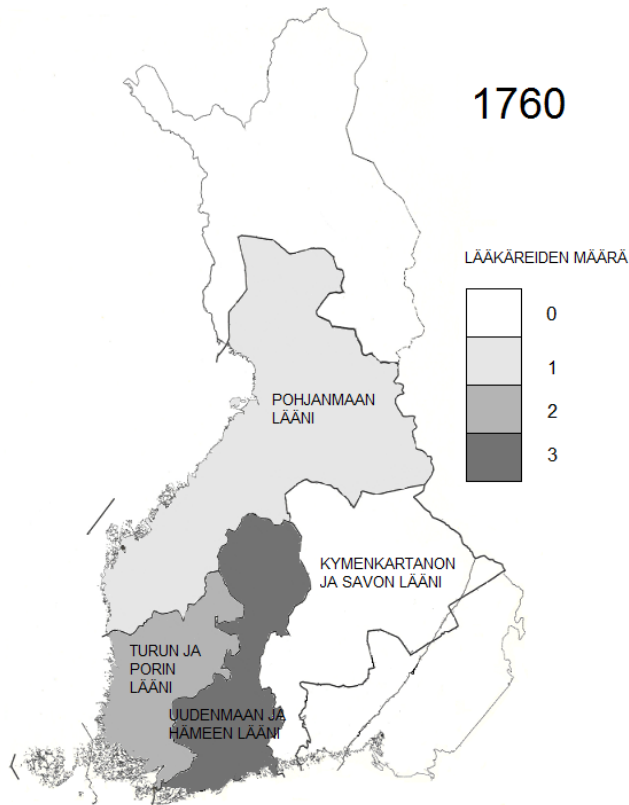 1760
LÄÄKÄREIDEN MÄÄRÄ
0
1
2
3
POHJANMAAN
LÄÄNI
KYMENKARTANON
JA SAVON LÄÄNI
TURUN JA
PORIN
LÄÄNI
UUDENMAAN JA
HÄMEEN LÄÄNI